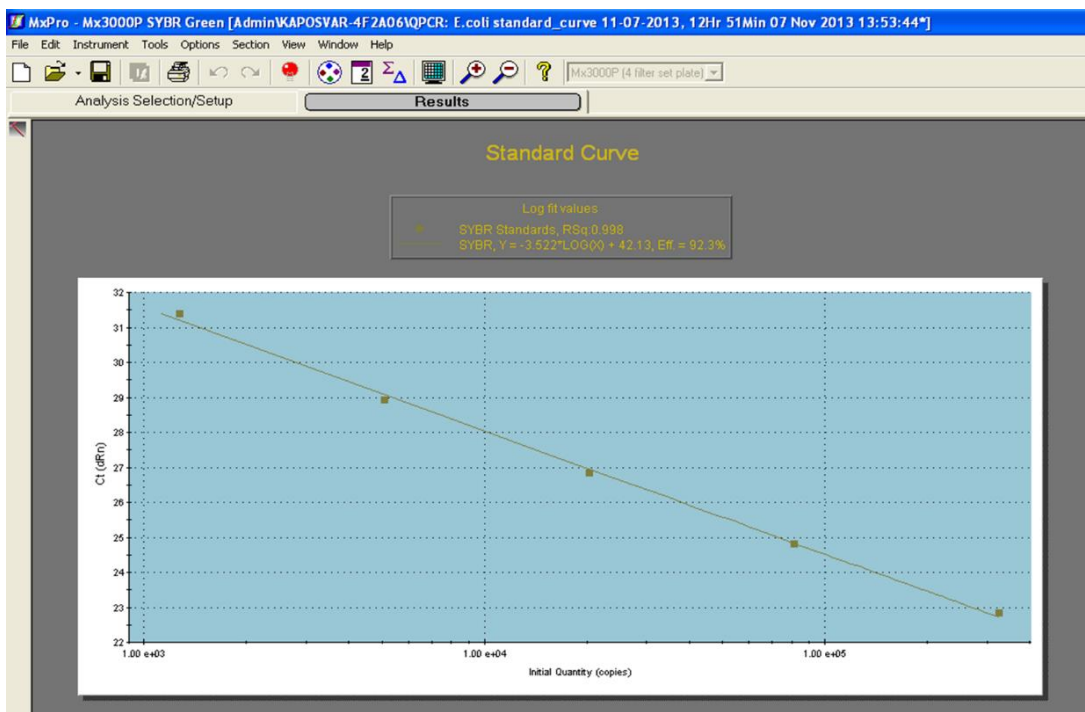 MxPro - Mx3000P SYBR Green [Admin\KAPOSVAR-4F2A06\QPCR: E.coli standard_curve 11-07-2013, 12Hr 51Min 07 Nov 2013 13:53:44*]
File Edit Instrument Tools Options Section View Window Help
Mx3000P (4 filter set plate)
Analysis Selection/Setup Results
Standard Curve
Log fit values
SYBR Standards, RSq:0.998
SYBR, Y = -3.522*LOG(X) + 42.13, Eff. = 92.3%
32
31
30
29
28
27
26
25
24
23
22
Ct (dRn)
1.00 e+03 1.00 e+04 1.00 e+05
Initial Quantity (copies)